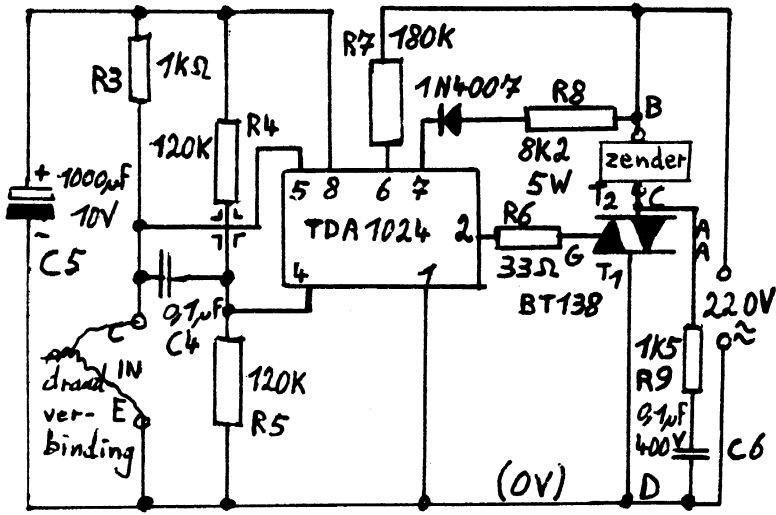 R7 180K
R3 1KΩ
1N4007
R8
B
R4
120K
8K2
5W
zender
+ 1000µF
10V
-
C5
5 8 6 7
TDA 1024
2
4 1
R6
33Ω
T2 C
G
T1
BT138
A
A
220V
≈
0,1µF
C4
C
IN
draad
ver-
binding
E
120K
R5
1K5
R9
0,1µF
400V
C6
(0V)
D